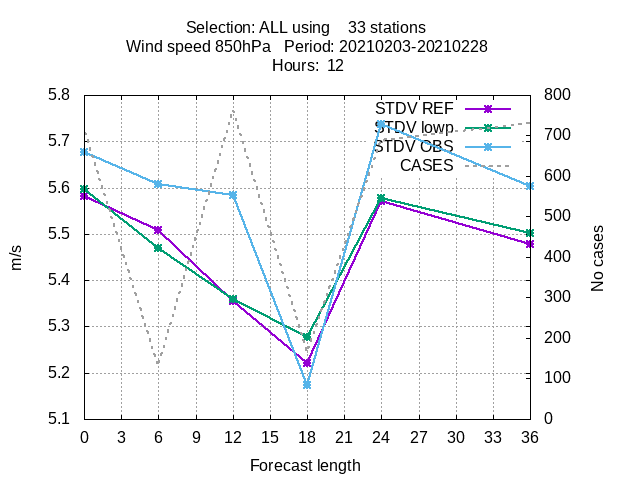 Selection: ALL using 33 stations
Wind speed 850hPa Period: 20210203-20210228
Hours: 12
5.8
5.7
5.6
5.5
5.4
5.3
5.2
5.1
m/s
STDV REF
STDV lowp
STDV OBS
CASES
800
700
600
500
400
300
200
100
0
No cases
0 3 6 9 12 15 18 21 24 27 30 33 36
Forecast length